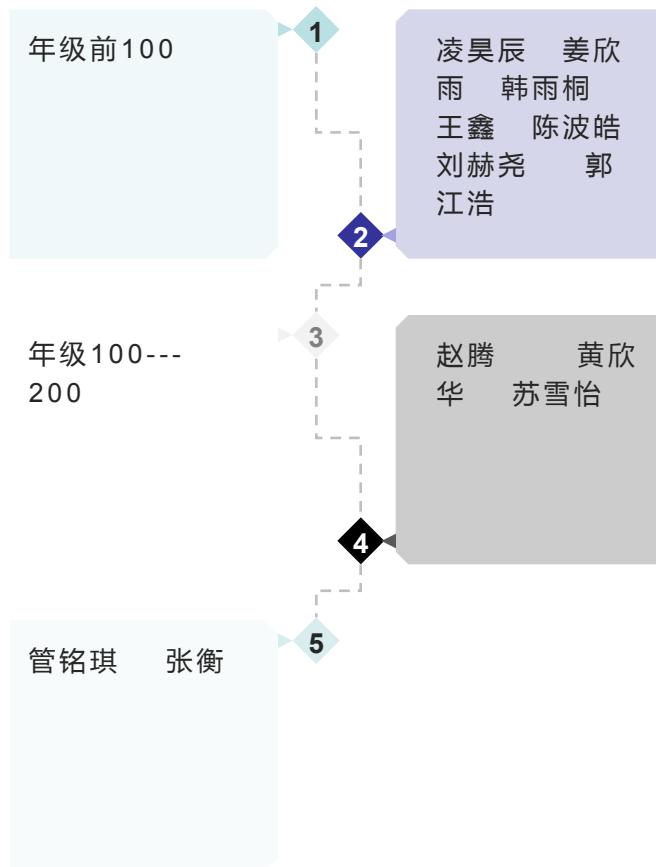 1
年级前100
2
凌昊辰 姜欣
雨 韩雨桐
王鑫 陈波皓
刘赫尧 郭
江浩
3
年级100---
200
4
赵腾 黄欣
华 苏雪怡
5
管铭琪 张衡